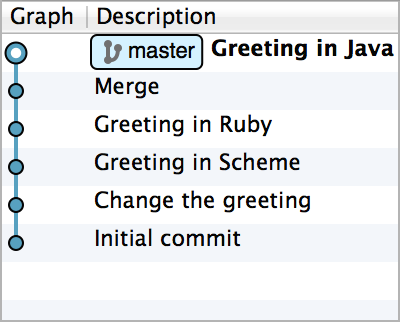 Graph Description
master Greeting in Java
Merge
Greeting in Ruby
Greeting in Scheme
Change the greeting
Initial commit